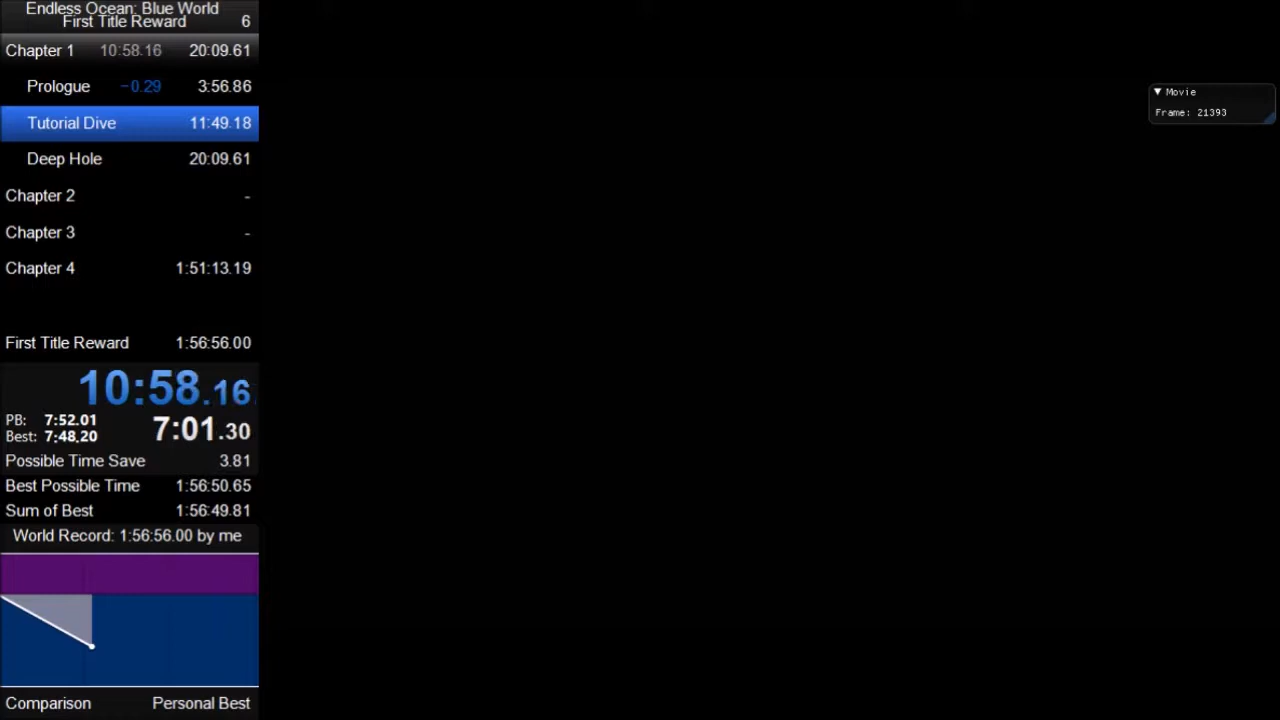 Endless Ocean: Blue World
First Title Reward 6
Chapter 1 10:58.16 20:09.61
Prologue −0.29 3:56.86
Tutorial Dive 11:49.18
Deep Hole 20:09.61
Chapter 2 -
Chapter 3 -
Chapter 4 1:51:13.19
First Title Reward 1:56:56.00
10:58.16
PB: 7:52.01
Best: 7:48.20
7:01.30
Possible Time Save 3.81
Best Possible Time 1:56:50.65
Sum of Best 1:56:49.81
World Record: 1:56:56.00 by me
Comparison Personal Best
▼ Movie
Frame: 21393